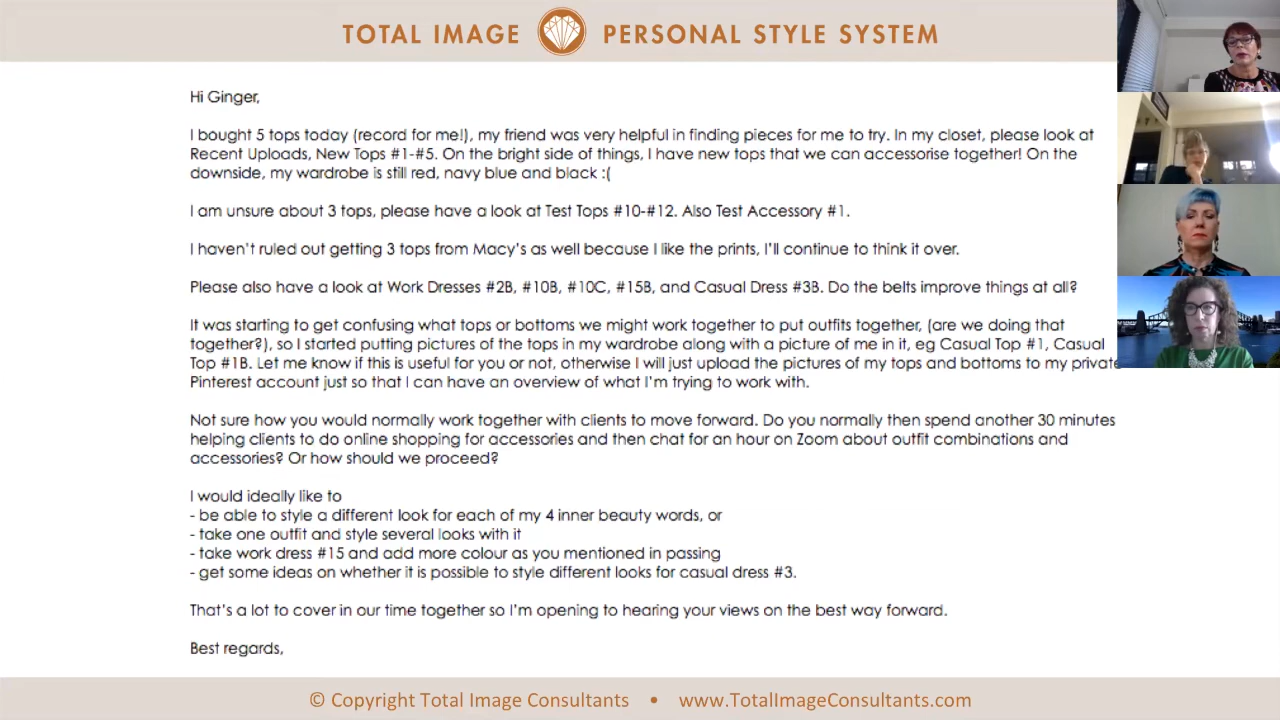 TOTAL IMAGE PERSONAL STYLE SYSTEM
Hi Ginger,
I bought 5 tops today (record for me!), my friend was very helpful in finding pieces for me to try. In my closet, please look at
Recent Uploads, New Tops #1-#5. On the bright side of things, I have new tops that we can accessorise together! On the
downside, my wardrobe is still red, navy blue and black :(
I am unsure about 3 tops, please have a look at Test Tops #10-#12. Also Test Accessory #1.
I haven't ruled out getting 3 tops from Macy's as well because I like the prints, I'll continue to think it over.
Please also have a look at Work Dresses #2B, #10B, #10C, #15B, and Casual Dress #3B. Do the belts improve things at all?
It was starting to get confusing what tops or bottoms we might work together to put outfits together, (are we doing that
together?), so I started putting pictures of the tops in my wardrobe along with a picture of me in it, eg Casual Top #1, Casual
Top #1B. Let me know if this is useful for you or not, otherwise I will just upload the pictures of my tops and bottoms to my private
Pinterest account just so that I can have an overview of what I'm trying to work with.
Not sure how you would normally work together with clients to move forward. Do you normally then spend another 30 minutes
helping clients to do online shopping for accessories and then chat for an hour on Zoom about outfit combinations and
accessories? Or how should we proceed?
I would ideally like to
- be able to style a different look for each of my 4 inner beauty words, or
- take one outfit and style several looks with it
- take work dress #15 and add more colour as you mentioned in passing
- get some ideas on whether it is possible to style different looks for casual dress #3.
That's a lot to cover in our time together so I'm opening to hearing your views on the best way forward.
Best regards,
© Copyright Total Image Consultants • www.TotalImageConsultants.com